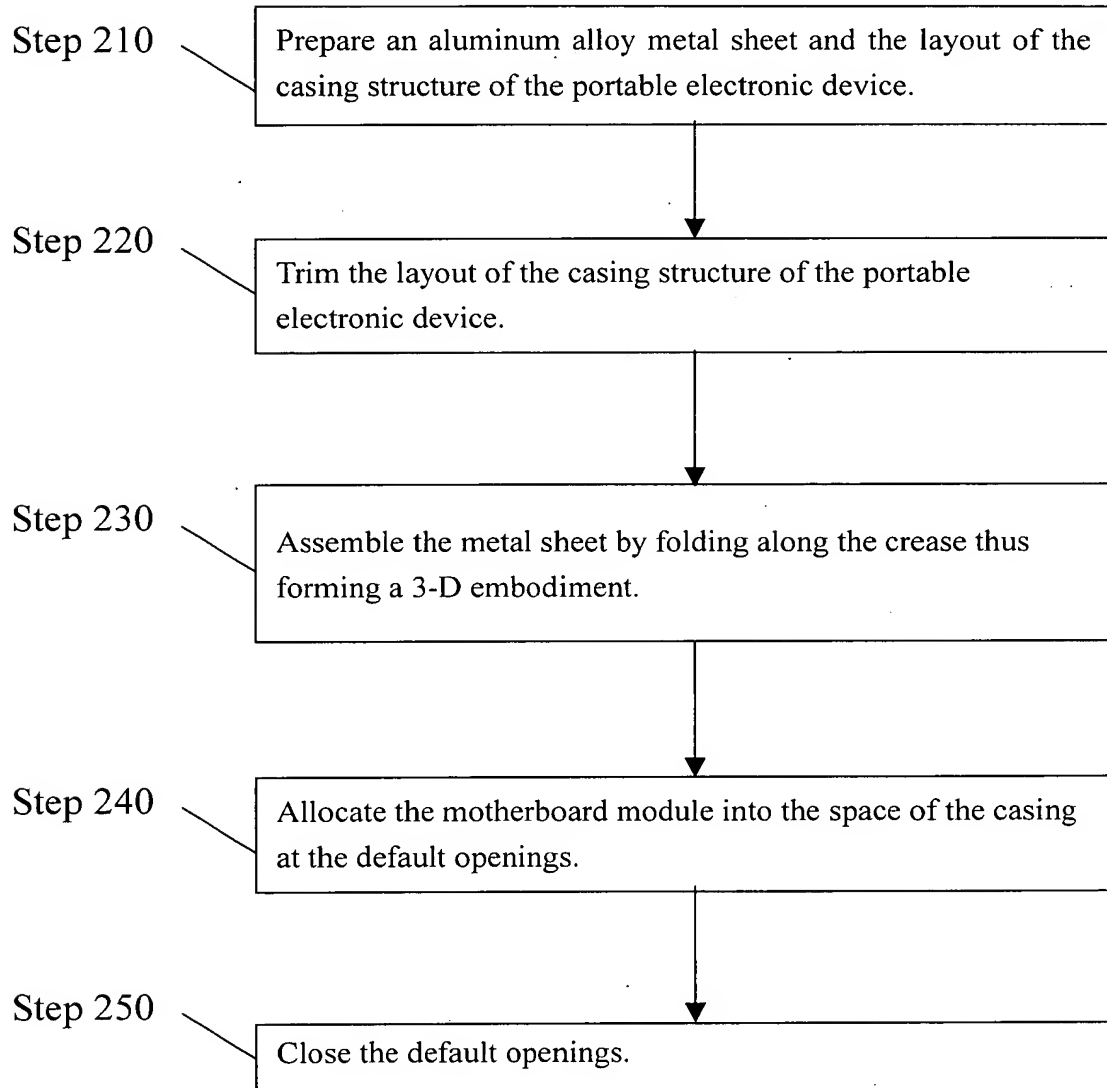 Step 210
Prepare an aluminum alloy metal sheet and the layout of the
casing structure of the portable electronic device.
Step 220
Trim the layout of the casing structure of the portable
electronic device.
Step 230
Assemble the metal sheet by folding along the crease thus
forming a 3-D embodiment.
Step 240
Allocate the motherboard module into the space of the casing
at the default openings.
Step 250
Close the default openings.